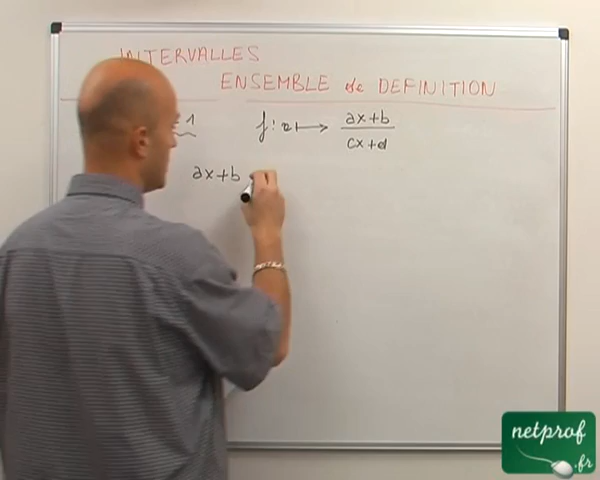 INTERVALLES
ENSEMBLE de DEFINITION
1 f: x ⟼ ax+b
cx+d
ax+b
netprof
.fr